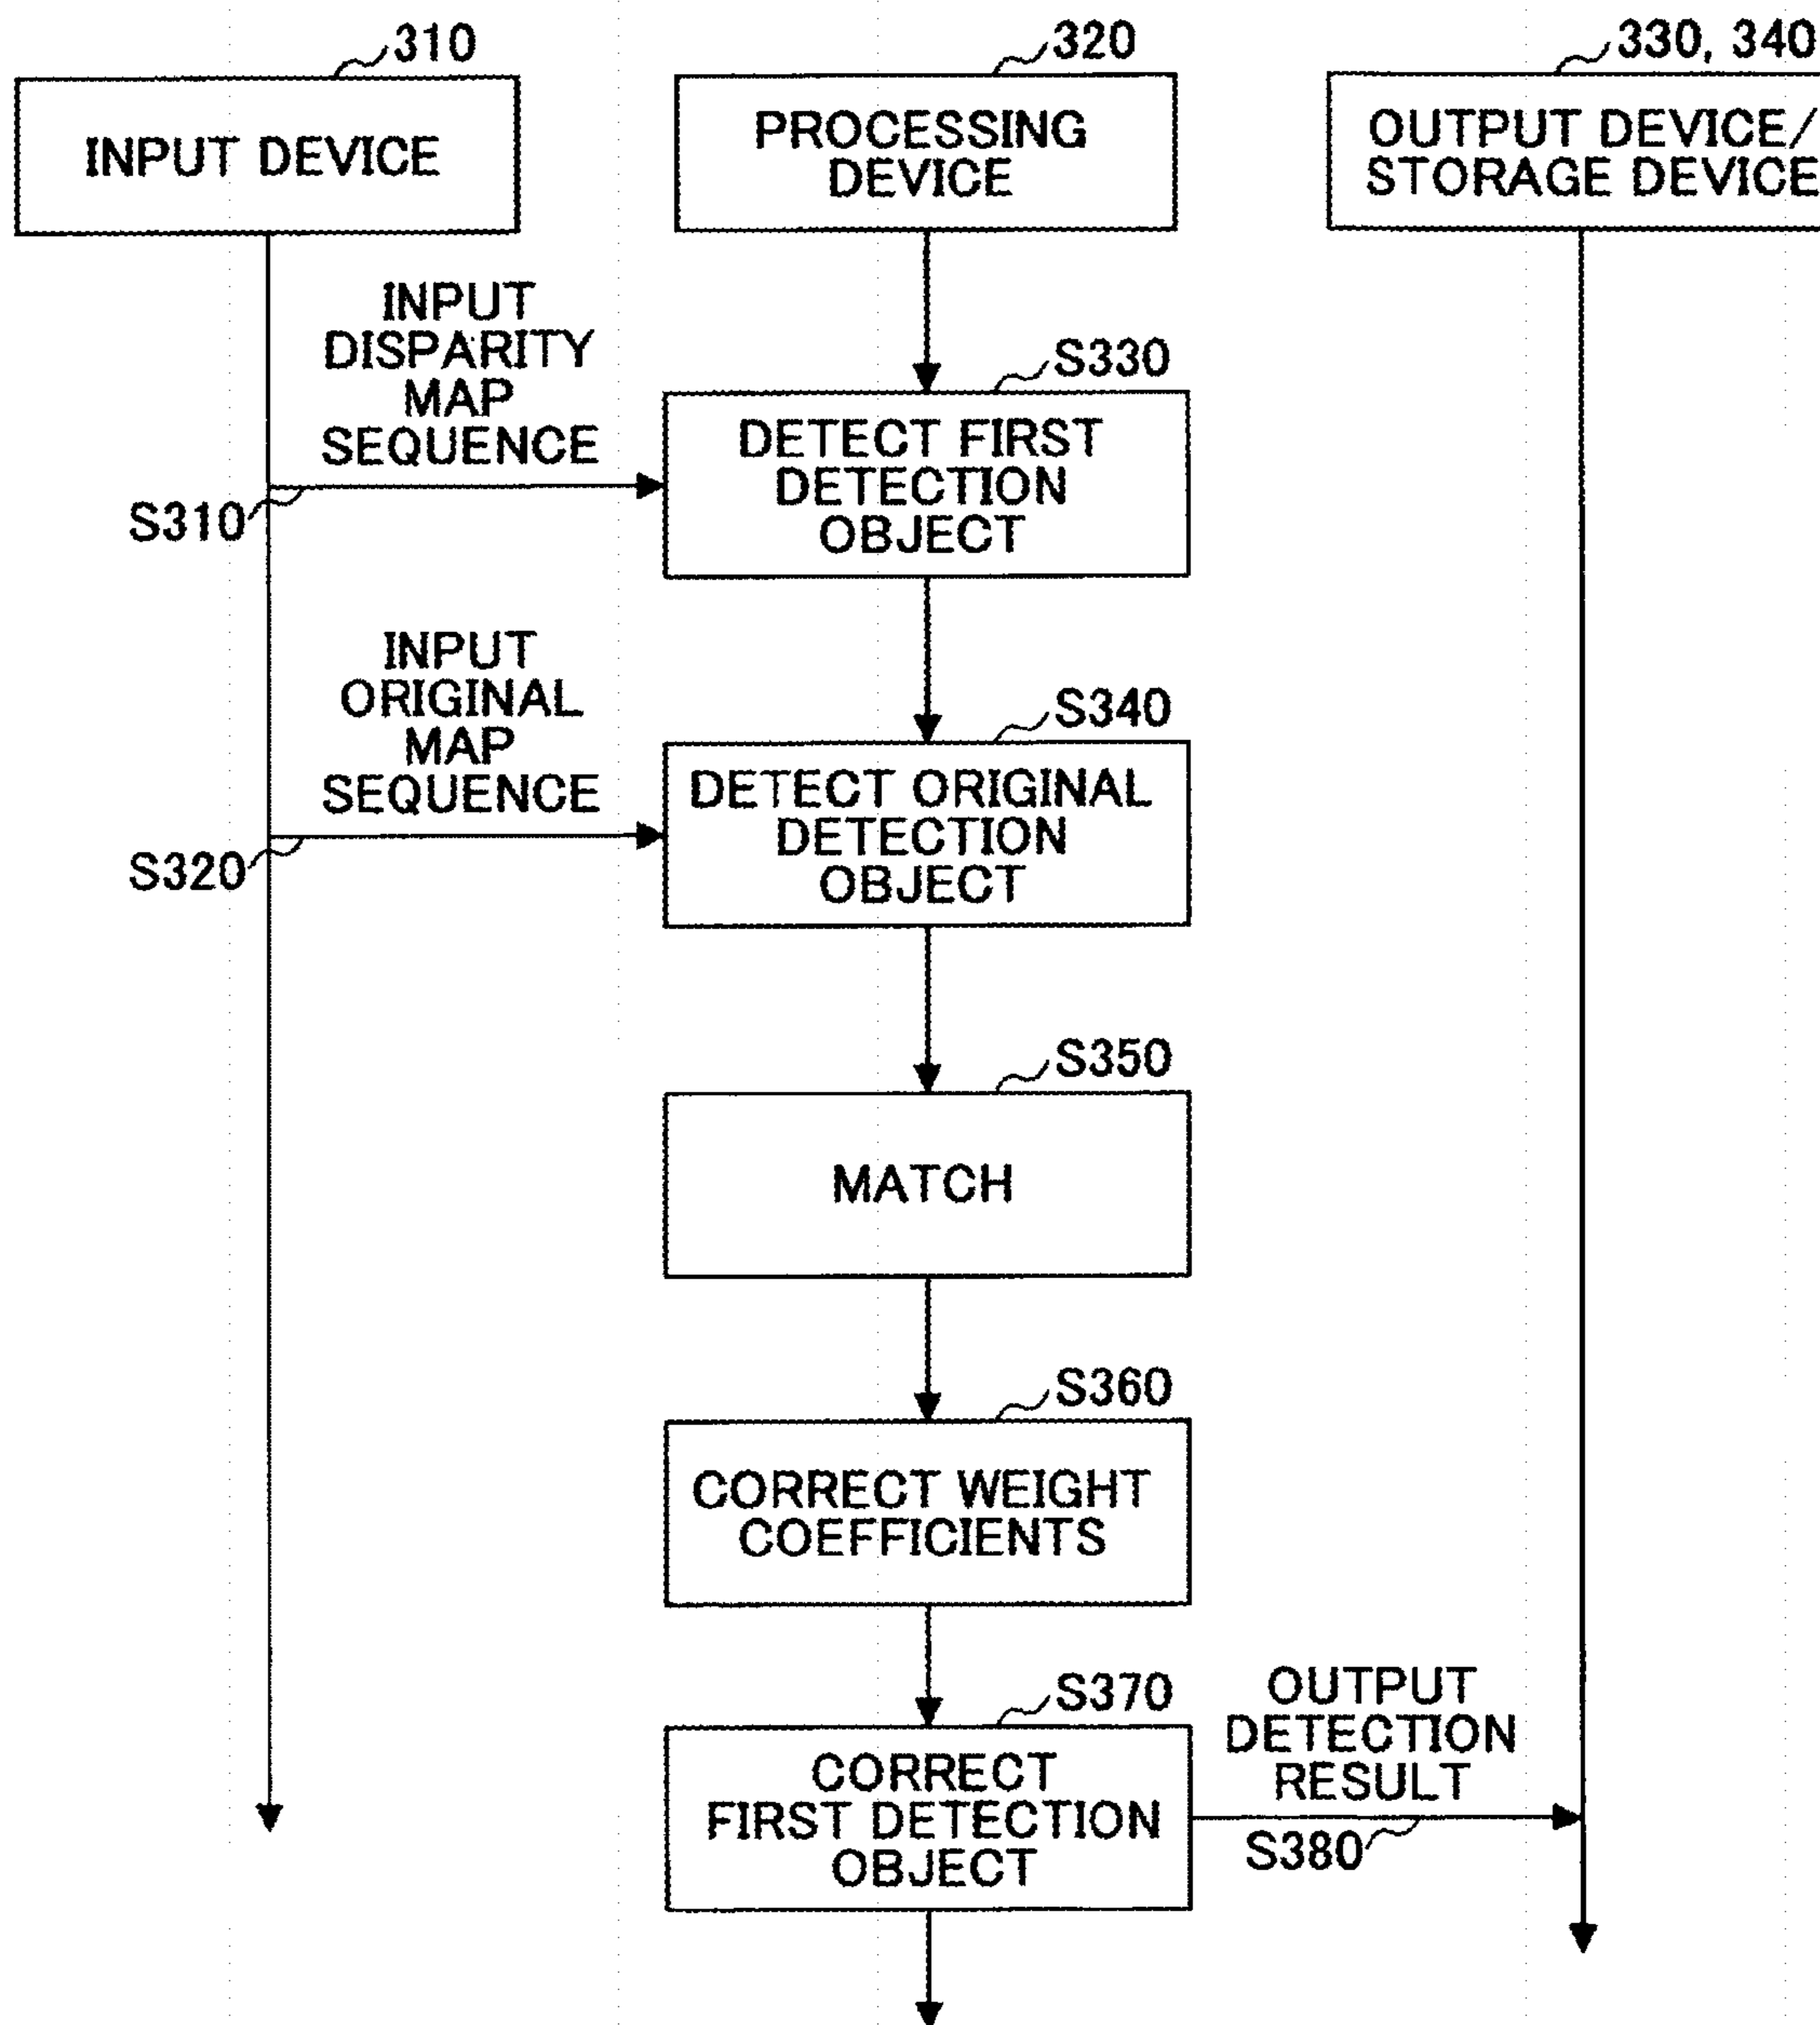 310
INPUT DEVICE
320
PROCESSING
DEVICE
330, 340
OUTPUT DEVICE/
STORAGE DEVICE
INPUT
DISPARITY
MAP
SEQUENCE
S310
S330
DETECT FIRST
DETECTION
OBJECT
INPUT
ORIGINAL
MAP
SEQUENCE
S320
S340
DETECT ORIGINAL
DETECTION
OBJECT
S350
MATCH
S360
CORRECT WEIGHT
COEFFICIENTS
S370
CORRECT
FIRST DETECTION
OBJECT
OUTPUT
DETECTION
RESULT
S380